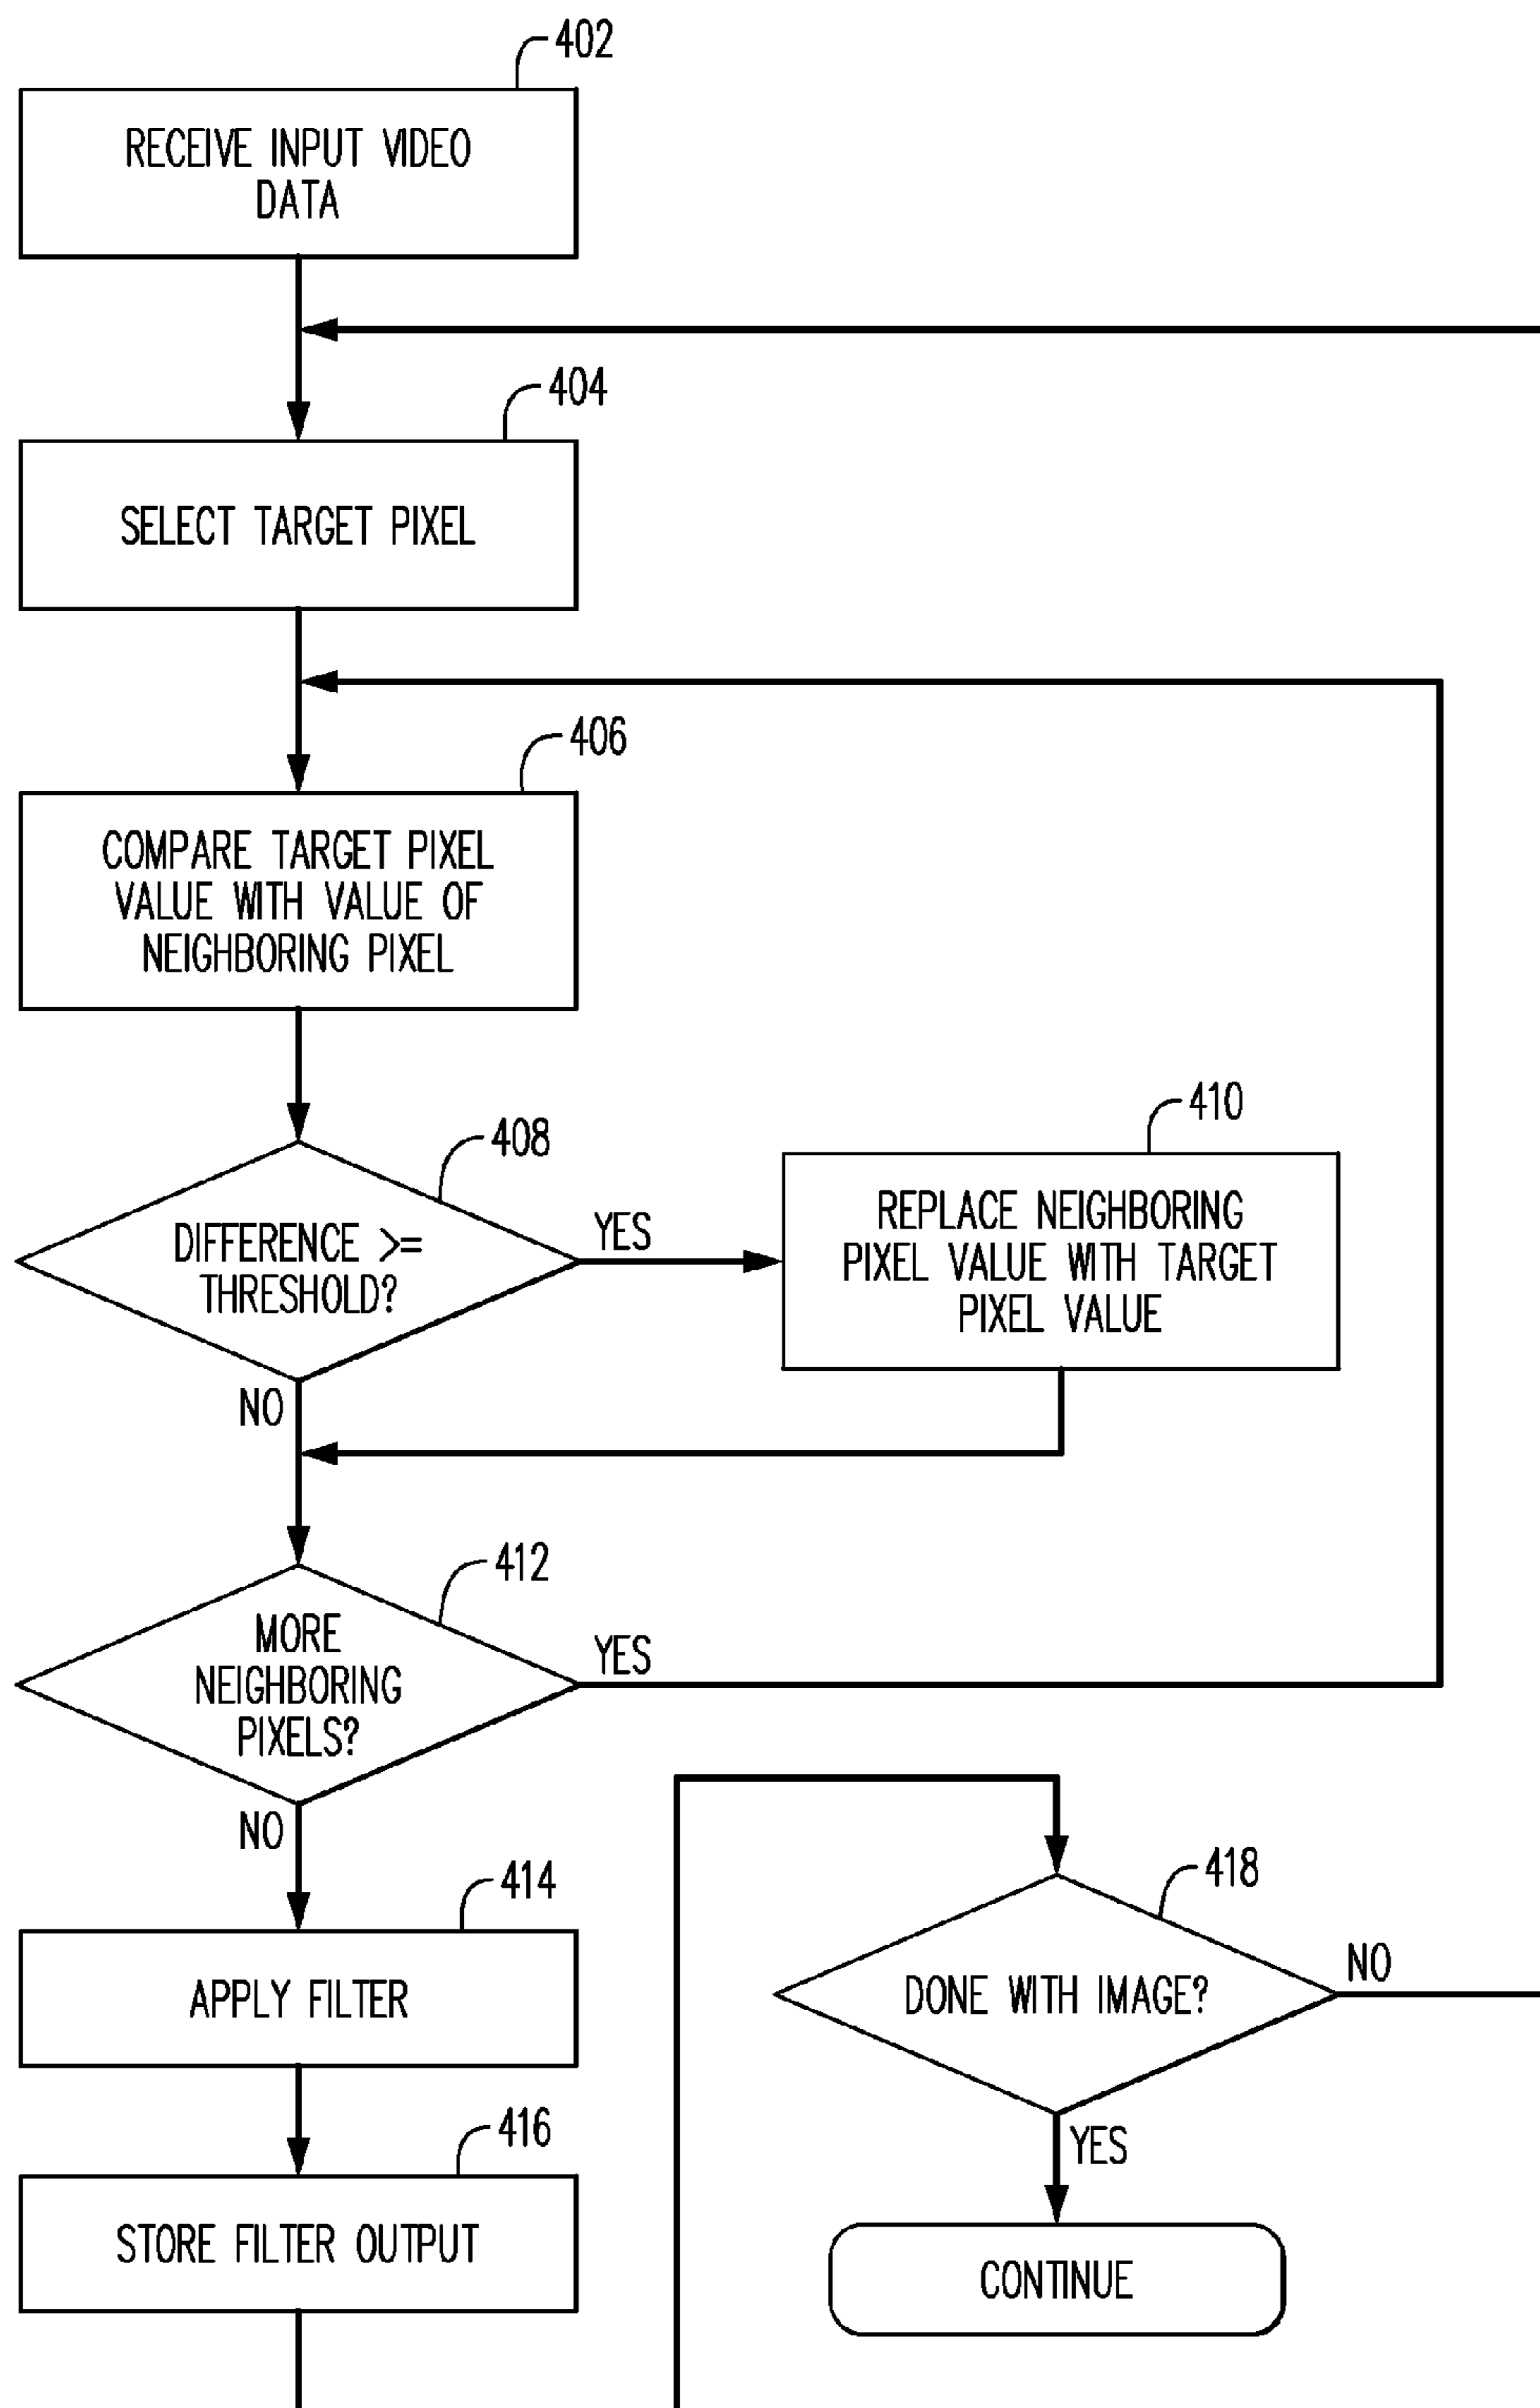 402
RECEIVE INPUT VIDEO
DATA
404
SELECT TARGET PIXEL
406
COMPARE TARGET PIXEL
VALUE WITH VALUE OF
NEIGHBORING PIXEL
408
DIFFERENCE >=
THRESHOLD?
YES
NO
410
REPLACE NEIGHBORING
PIXEL VALUE WITH TARGET
PIXEL VALUE
412
MORE
NEIGHBORING
PIXELS?
YES
NO
414
APPLY FILTER
416
STORE FILTER OUTPUT
418
DONE WITH IMAGE?
NO
YES
CONTINUE